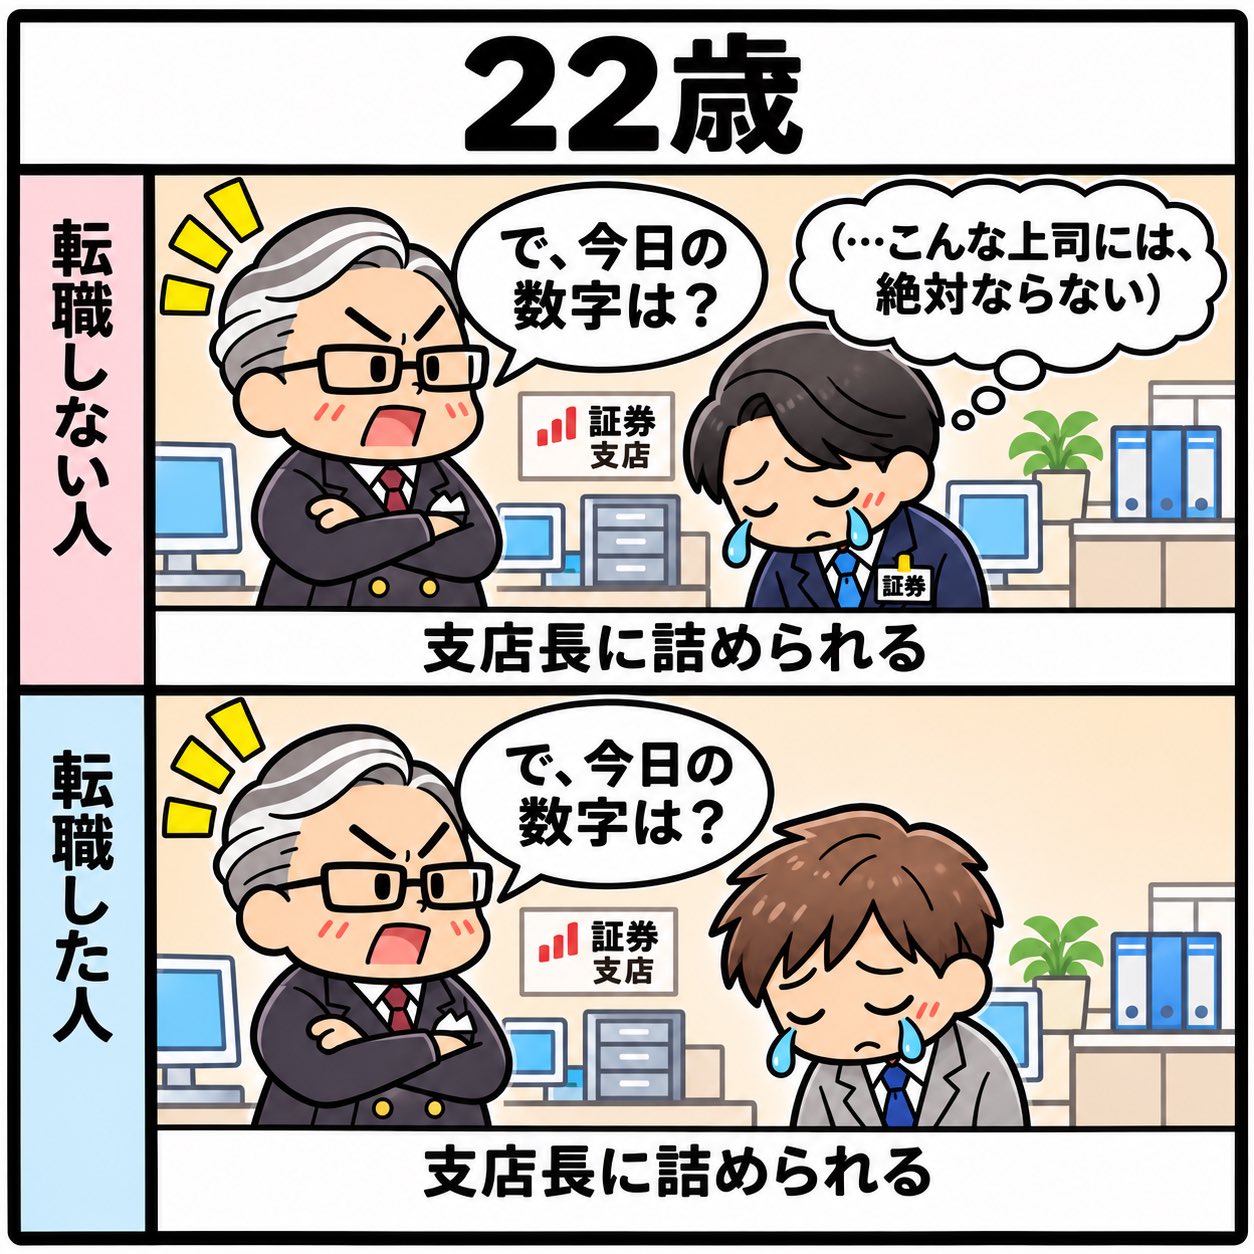 22歳
転職しない人
で、今日の
数字は？
(…こんな上司には、
絶対ならない)
証券
支店
証券
支店長に詰められる
転職した人
で、今日の
数字は？
証券
支店
支店長に詰められる